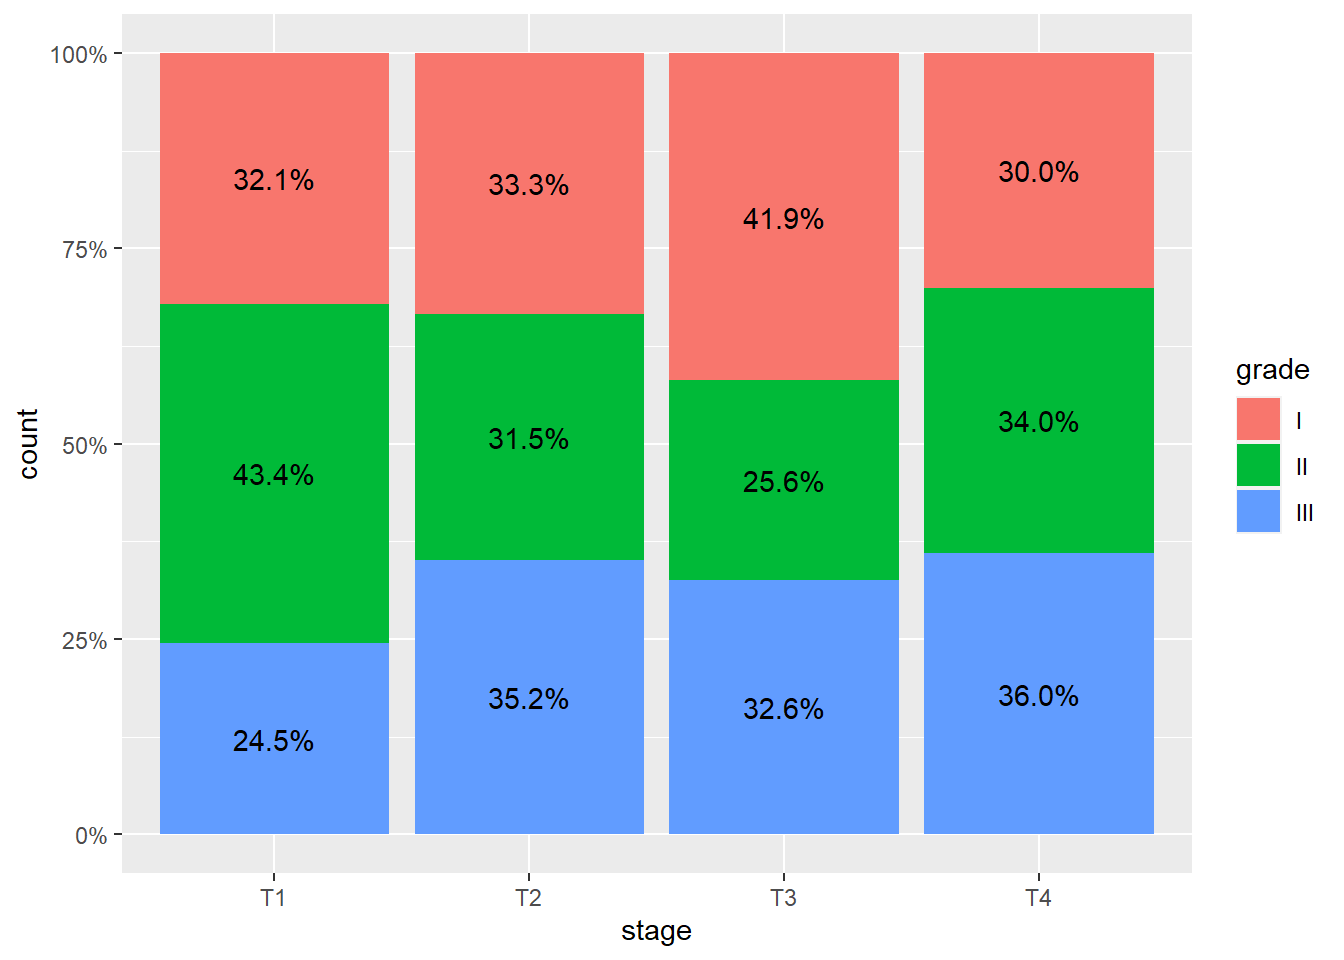 100%
75%
50%
25%
0%
count
32.1%
33.3%
41.9%
30.0%
43.4%
31.5%
25.6%
34.0%
24.5%
35.2%
32.6%
36.0%
T1
T2
T3
T4
stage
grade
I
II
III